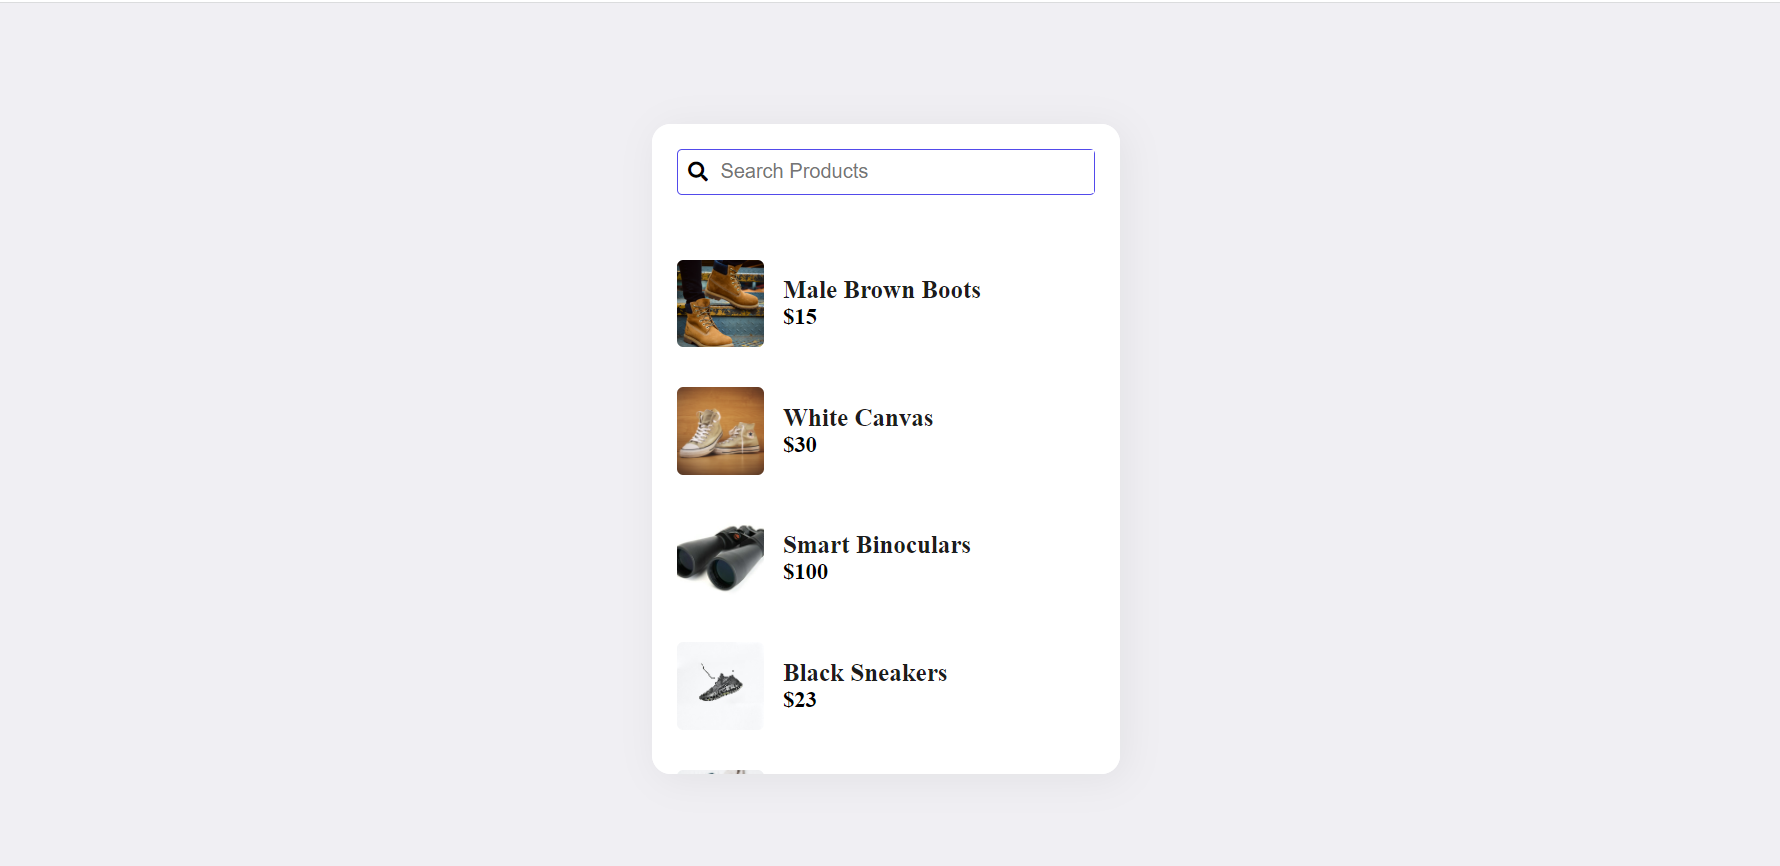 Search Products
Male Brown Boots
$15
White Canvas
$30
Smart Binoculars
$100
Black Sneakers
$23